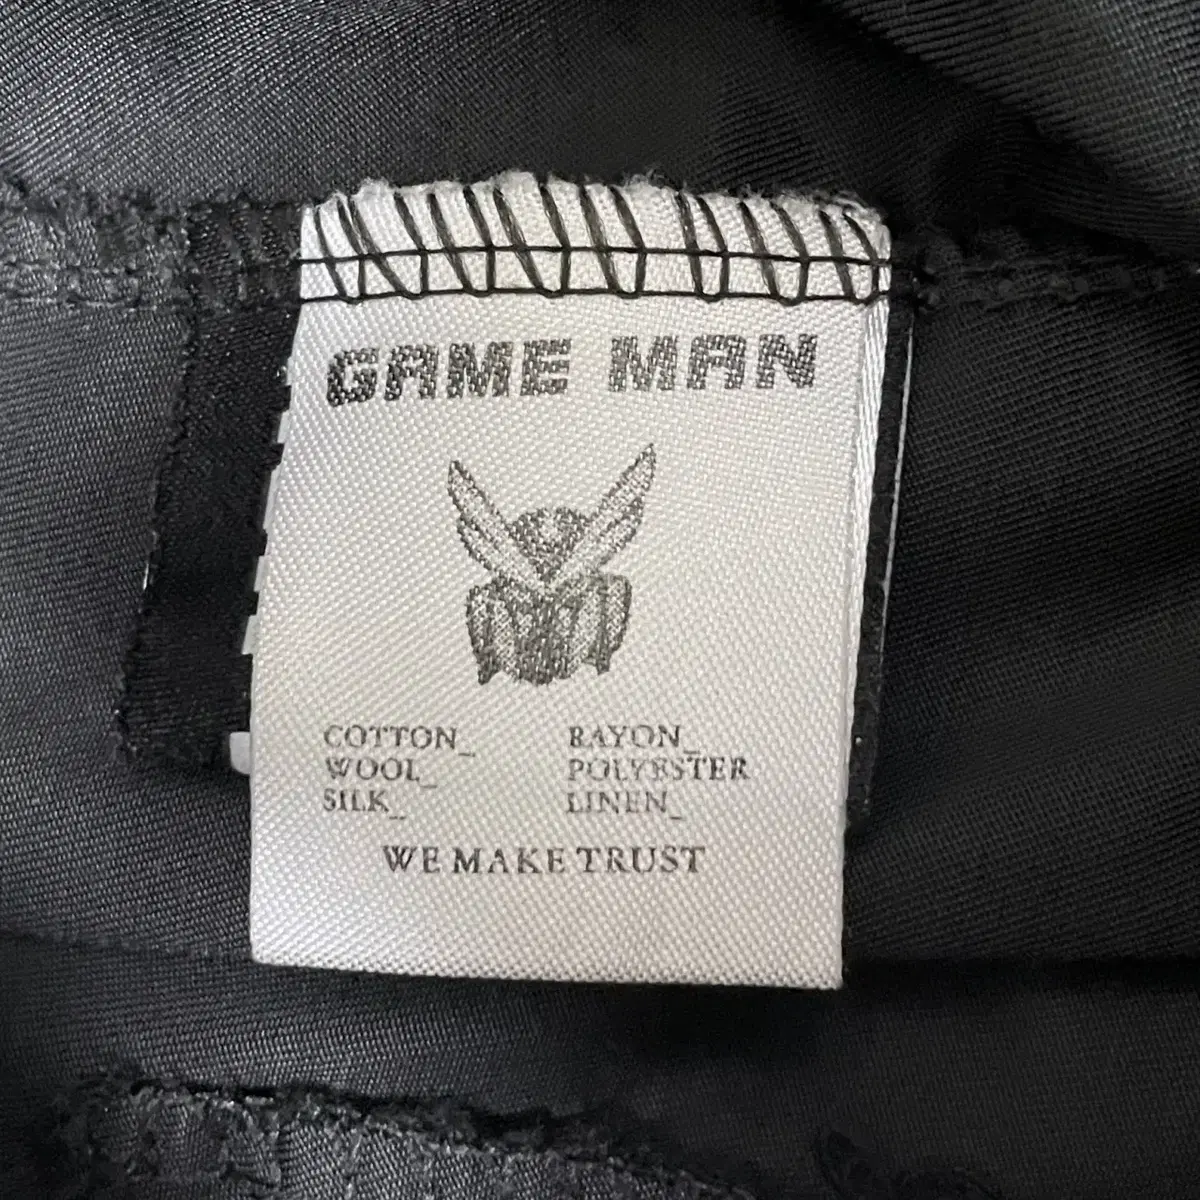 GAME MAN
COTTON_ RAYON_
WOOL_ POLYESTER
SILK_ LINEN_
WE MAKE TRUST